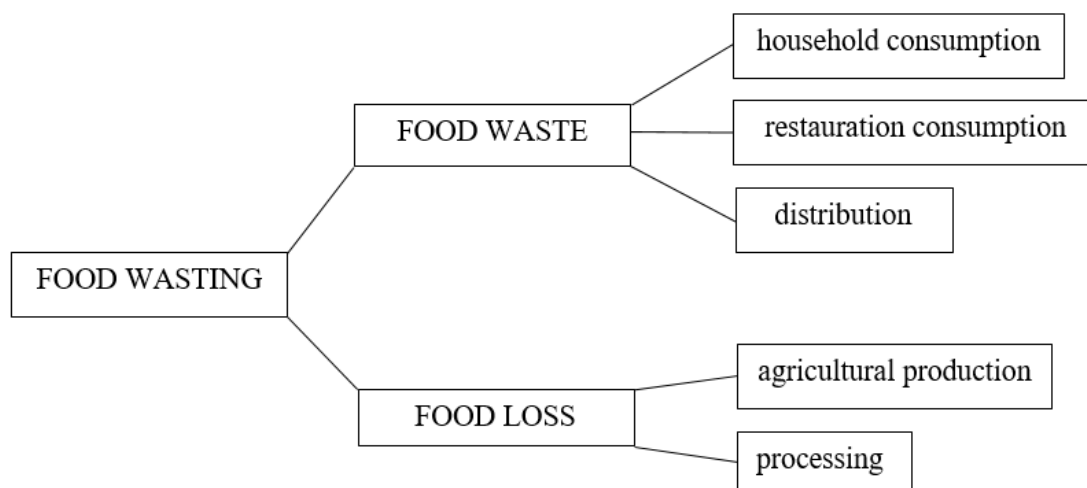 household consumption
FOOD WASTE
restauration consumption
distribution
FOOD WASTING
agricultural production
FOOD LOSS
processing